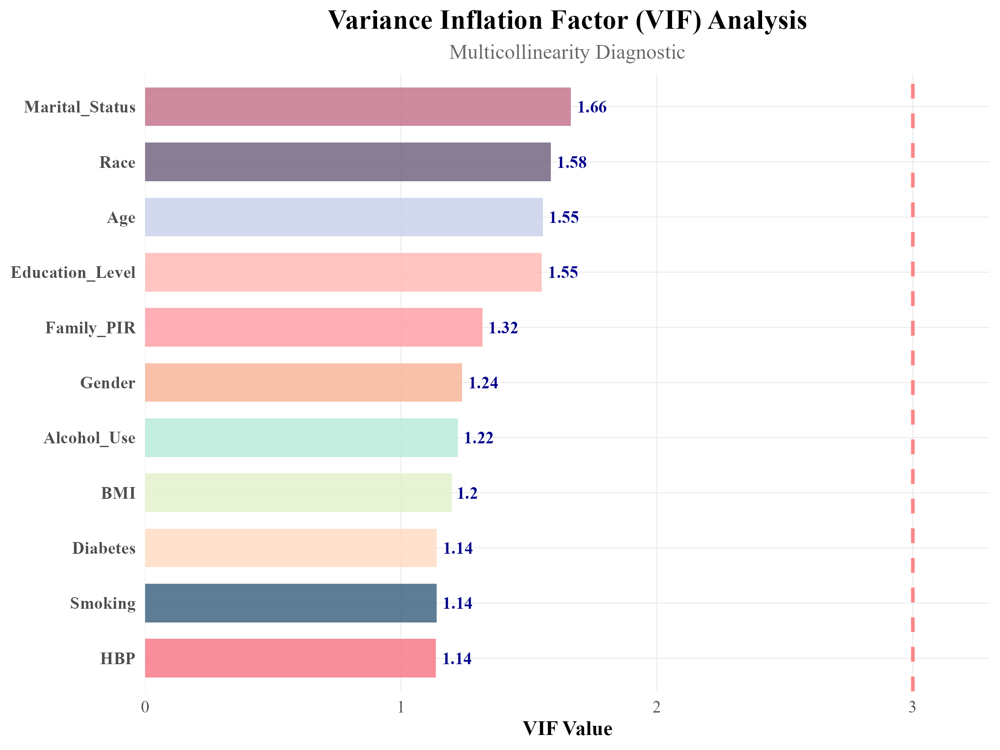 Variance Inflation Factor (VIF) Analysis
Multicollinearity Diagnostic
Marital_Status 1.66
Race 1.58
Age 1.55
Education_Level 1.55
Family_PIR 1.32
Gender 1.24
Alcohol_Use 1.22
BMI 1.2
Diabetes 1.14
Smoking 1.14
HBP 1.14
0 1 2 3
VIF Value